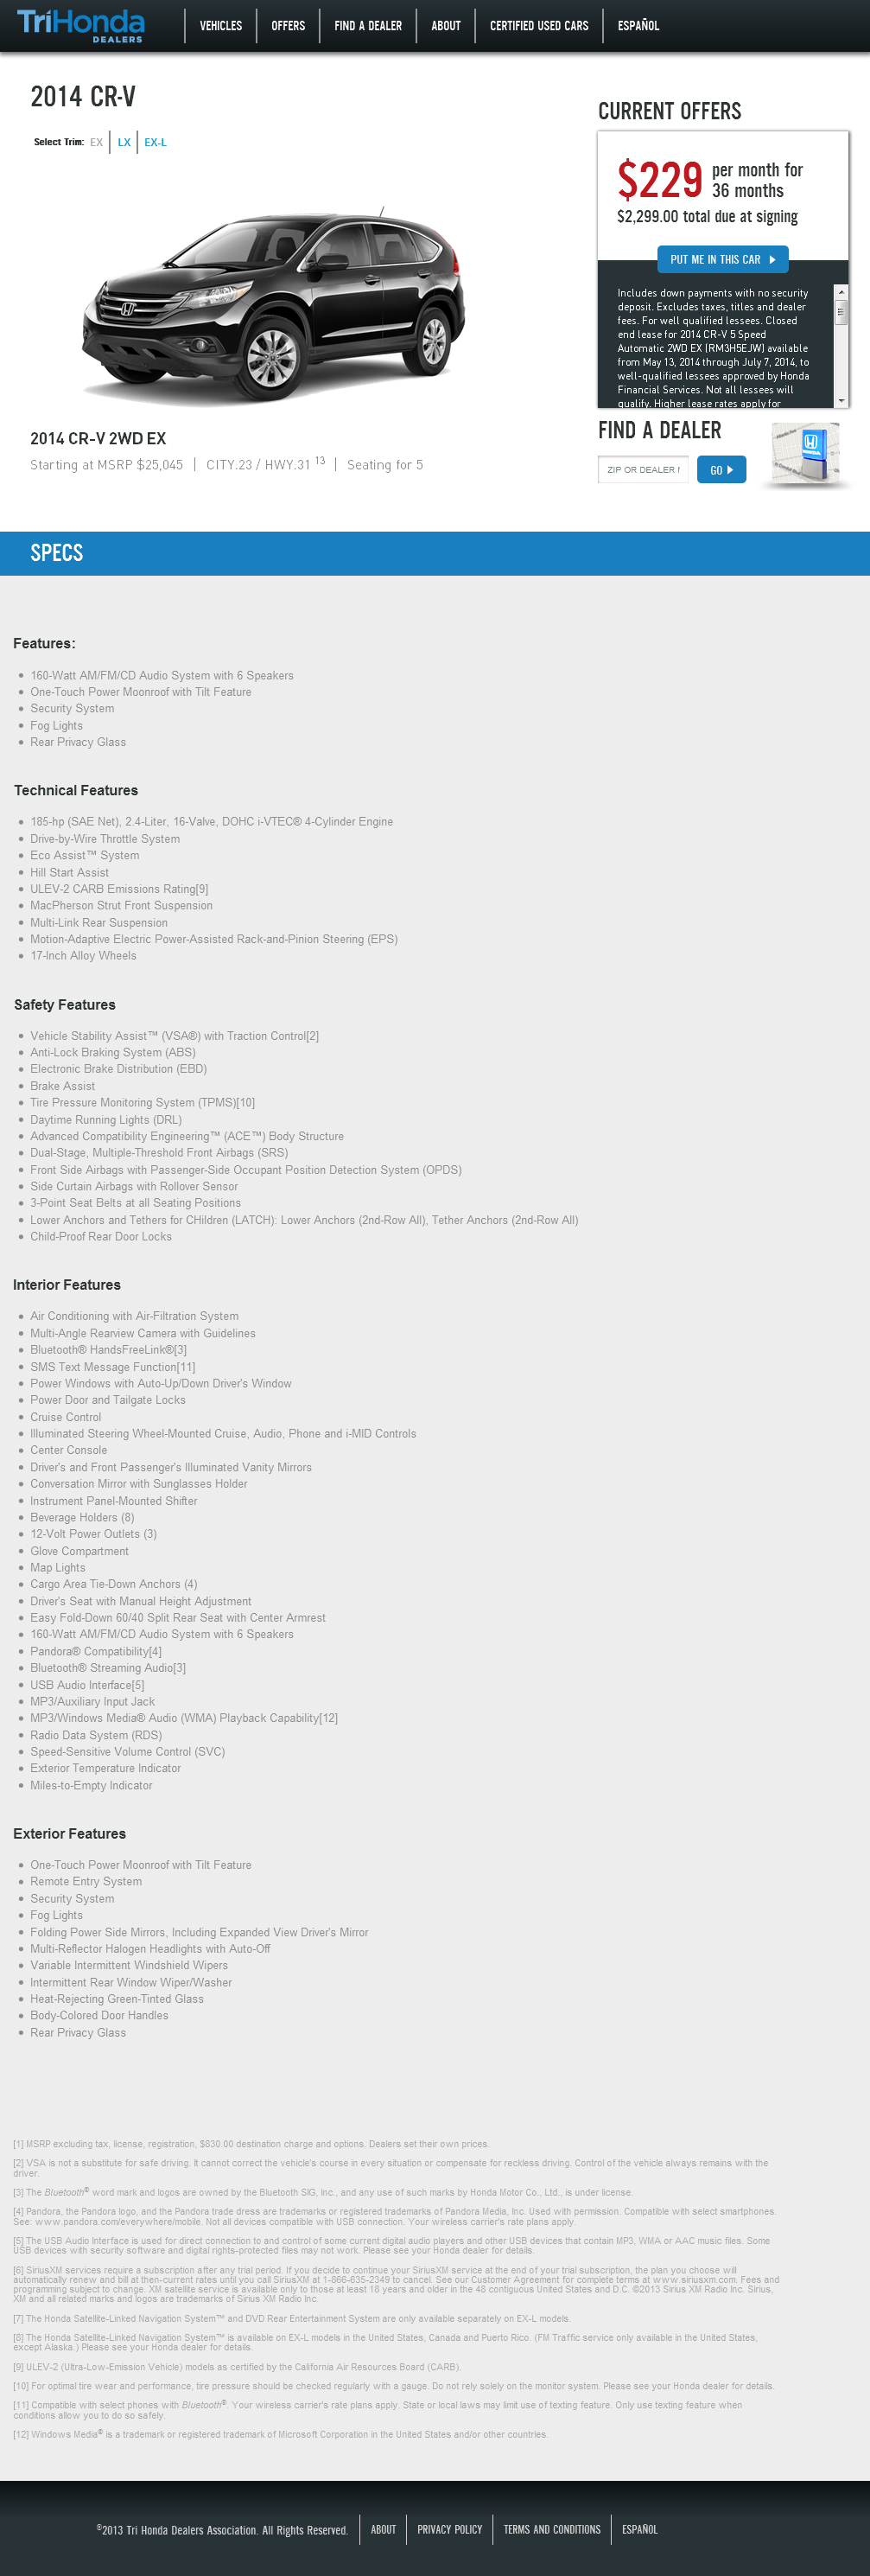 TriHonda
DEALERS
VEHICLES
OFFERS
FIND A DEALER
ABOUT
CERTIFIED USED CARS
ESPAÑOL
2014 CR-V
Select Trim: EX LX EX-L
2014 CR-V 2WD EX
Starting at MSRP $25,045 | CITY:23 / HWY:31 13 | Seating for 5
CURRENT OFFERS
$229 per month for
36 months
$2,299.00 total due at signing
PUT ME IN THIS CAR
Includes down payments with no security
deposit. Excludes taxes, titles and dealer
fees. For well qualified lessees. Closed
end lease for 2014 CR-V 5 Speed
Automatic 2WD EX (RM3H5EJW) available
from May 13, 2014 through July 7, 2014, to
well-qualified lessees approved by Honda
Financial Services. Not all lessees will
qualify. Higher lease rates apply for
FIND A DEALER
ZIP OR DEALER
GO
SPECS
Features:
160-Watt AM/FM/CD Audio System with 6 Speakers
One-Touch Power Moonroof with Tilt Feature
Security System
Fog Lights
Rear Privacy Glass
Technical Features
185-hp (SAE Net), 2.4-Liter, 16-Valve, DOHC i-VTEC® 4-Cylinder Engine
Drive-by-Wire Throttle System
Eco Assist™ System
Hill Start Assist
ULEV-2 CARB Emissions Rating[9]
MacPherson Strut Front Suspension
Multi-Link Rear Suspension
Motion-Adaptive Electric Power-Assisted Rack-and-Pinion Steering (EPS)
17-Inch Alloy Wheels
Safety Features
Vehicle Stability Assist™ (VSA®) with Traction Control[2]
Anti-Lock Braking System (ABS)
Electronic Brake Distribution (EBD)
Brake Assist
Tire Pressure Monitoring System (TPMS)[10]
Daytime Running Lights (DRL)
Advanced Compatibility Engineering™ (ACE™) Body Structure
Dual-Stage, Multiple-Threshold Front Airbags (SRS)
Front Side Airbags with Passenger-Side Occupant Position Detection System (OPDS)
Side Curtain Airbags with Rollover Sensor
3-Point Seat Belts at all Seating Positions
Lower Anchors and Tethers for CHildren (LATCH): Lower Anchors (2nd-Row All), Tether Anchors (2nd-Row All)
Child-Proof Rear Door Locks
Interior Features
Air Conditioning with Air-Filtration System
Multi-Angle Rearview Camera with Guidelines
Bluetooth® HandsFreeLink®[3]
SMS Text Message Function[11]
Power Windows with Auto-Up/Down Driver's Window
Power Door and Tailgate Locks
Cruise Control
Illuminated Steering Wheel-Mounted Cruise, Audio, Phone and i-MID Controls
Center Console
Driver's and Front Passenger's Illuminated Vanity Mirrors
Conversation Mirror with Sunglasses Holder
Instrument Panel-Mounted Shifter
Beverage Holders (8)
12-Volt Power Outlets (3)
Glove Compartment
Map Lights
Cargo Area Tie-Down Anchors (4)
Driver's Seat with Manual Height Adjustment
Easy Fold-Down 60/40 Split Rear Seat with Center Armrest
160-Watt AM/FM/CD Audio System with 6 Speakers
Pandora® Compatibility[4]
Bluetooth® Streaming Audio[3]
USB Audio Interface[5]
MP3/Auxiliary Input Jack
MP3/Windows Media® Audio (WMA) Playback Capability[12]
Radio Data System (RDS)
Speed-Sensitive Volume Control (SVC)
Exterior Temperature Indicator
Miles-to-Empty Indicator
Exterior Features
One-Touch Power Moonroof with Tilt Feature
Remote Entry System
Security System
Fog Lights
Folding Power Side Mirrors, Including Expanded View Driver's Mirror
Multi-Reflector Halogen Headlights with Auto-Off
Variable Intermittent Windshield Wipers
Intermittent Rear Window Wiper/Washer
Heat-Rejecting Green-Tinted Glass
Body-Colored Door Handles
Rear Privacy Glass
[1] MSRP excluding tax, license, registration, $830.00 destination charge and options. Dealers set their own prices.
[2] VSA is not a substitute for safe driving. It cannot correct the vehicle's course in every situation or compensate for reckless driving. Control of the vehicle always remains with the
driver.
[3] The Bluetooth® word mark and logos are owned by the Bluetooth SIG, Inc., and any use of such marks by Honda Motor Co., Ltd., is under license.
[4] Pandora, the Pandora logo, and the Pandora trade dress are trademarks or registered trademarks of Pandora Media, Inc. Used with permission. Compatible with select smartphones.
See: www.pandora.com/everywhere/mobile. Not all devices compatible with USB connection. Your wireless carrier's rate plans apply.
[5] The USB Audio Interface is used for direct connection to and control of some current digital audio players and other USB devices that contain MP3, WMA or AAC music files. Some
USB devices with security software and digital rights-protected files may not work. Please see your Honda dealer for details.
[6] SiriusXM services require a subscription after any trial period. If you decide to continue your SiriusXM service at the end of your trial subscription, the plan you choose will
automatically renew and bill at then-current rates until you call SiriusXM at 1-866-635-2349 to cancel. See our Customer Agreement for complete terms at www.siriusxm.com. Fees and
programming subject to change. XM satellite service is available only to those at least 18 years and older in the 48 contiguous United States and D.C. ©2013 Sirius XM Radio Inc. Sirius,
XM and all related marks and logos are trademarks of Sirius XM Radio Inc.
[7] The Honda Satellite-Linked Navigation System™ and DVD Rear Entertainment System are only available separately on EX-L models.
[8] The Honda Satellite-Linked Navigation System™ is available on EX-L models in the United States, Canada and Puerto Rico. (FM Traffic service only available in the United States,
except Alaska.) Please see your Honda dealer for details.
[9] ULEV-2 (Ultra-Low-Emission Vehicle) models as certified by the California Air Resources Board (CARB).
[10] For optimal tire wear and performance, tire pressure should be checked regularly with a gauge. Do not rely solely on the monitor system. Please see your Honda dealer for details.
[11] Compatible with select phones with Bluetooth®. Your wireless carrier's rate plans apply. State or local laws may limit use of texting feature. Only use texting feature when
conditions allow you to do so safely.
[12] Windows Media® is a trademark or registered trademark of Microsoft Corporation in the United States and/or other countries.
©2013 Tri Honda Dealers Association. All Rights Reserved.
ABOUT
PRIVACY POLICY
TERMS AND CONDITIONS
ESPAÑOL